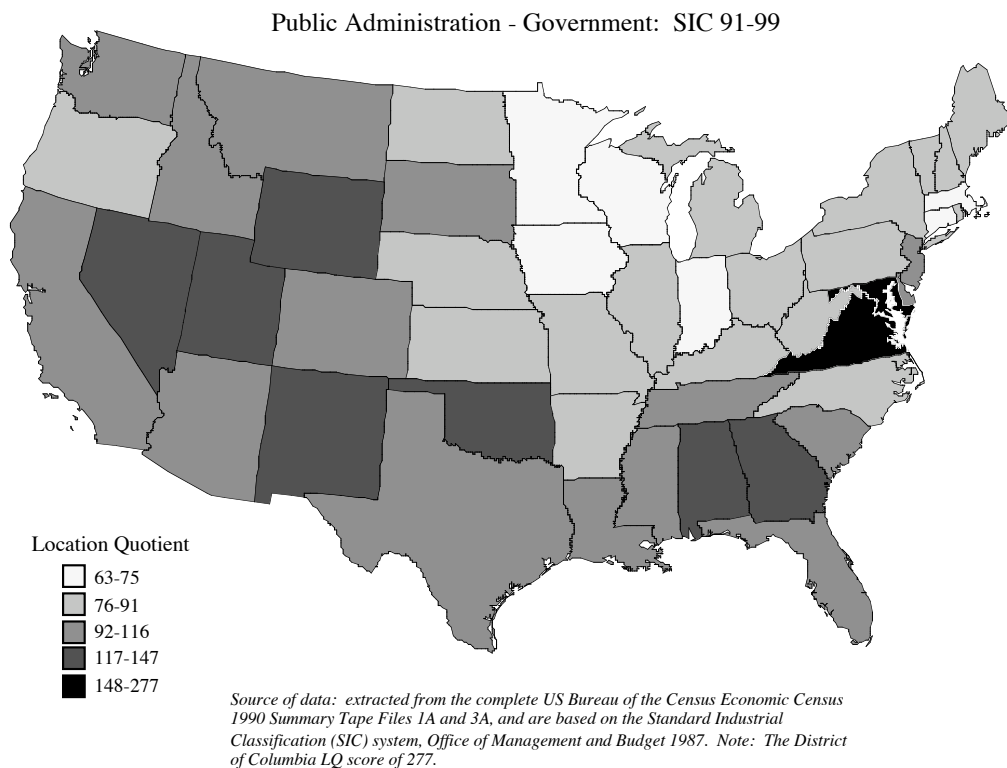 Public Administration - Government:  SIC 91-99
Location Quotient
63-75
76-91
92-116
117-147
148-277
Source of data:  extracted from the complete US Bureau of the Census Economic Census
1990 Summary Tape Files 1A and 3A, and are based on the Standard Industrial
Classification (SIC) system, Office of Management and Budget 1987.  Note:  The District
of Columbia LQ score of 277.